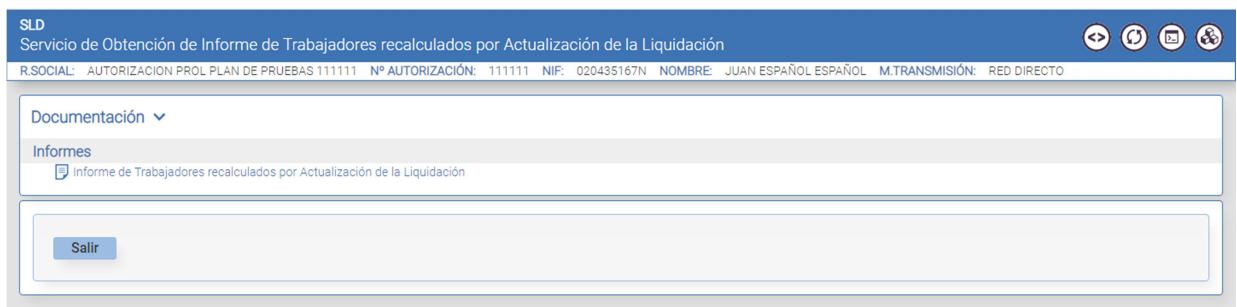 SLD
Servicio de Obtención de Informe de Trabajadores recalculados por Actualización de la Liquidación
R.SOCIAL: AUTORIZACION PROL PLAN DE PRUEBAS 111111 Nº AUTORIZACIÓN: 111111 NIF: 020435167N NOMBRE: JUAN ESPAÑOL ESPAÑOL M.TRANSMISIÓN: RED DIRECTO
Documentación
Informes
Informe de Trabajadores recalculados por Actualización de la Liquidación
Salir